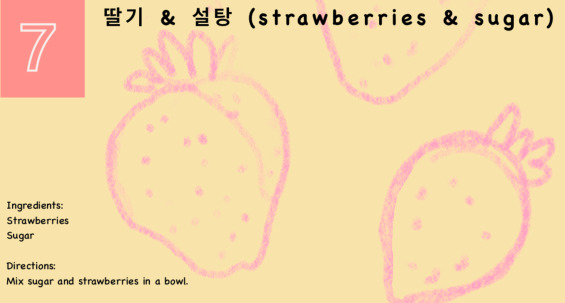 7
딸기 & 설탕 (strawberries & sugar)
Ingredients:
Strawberries
Sugar
Directions:
Mix sugar and strawberries in a bowl.